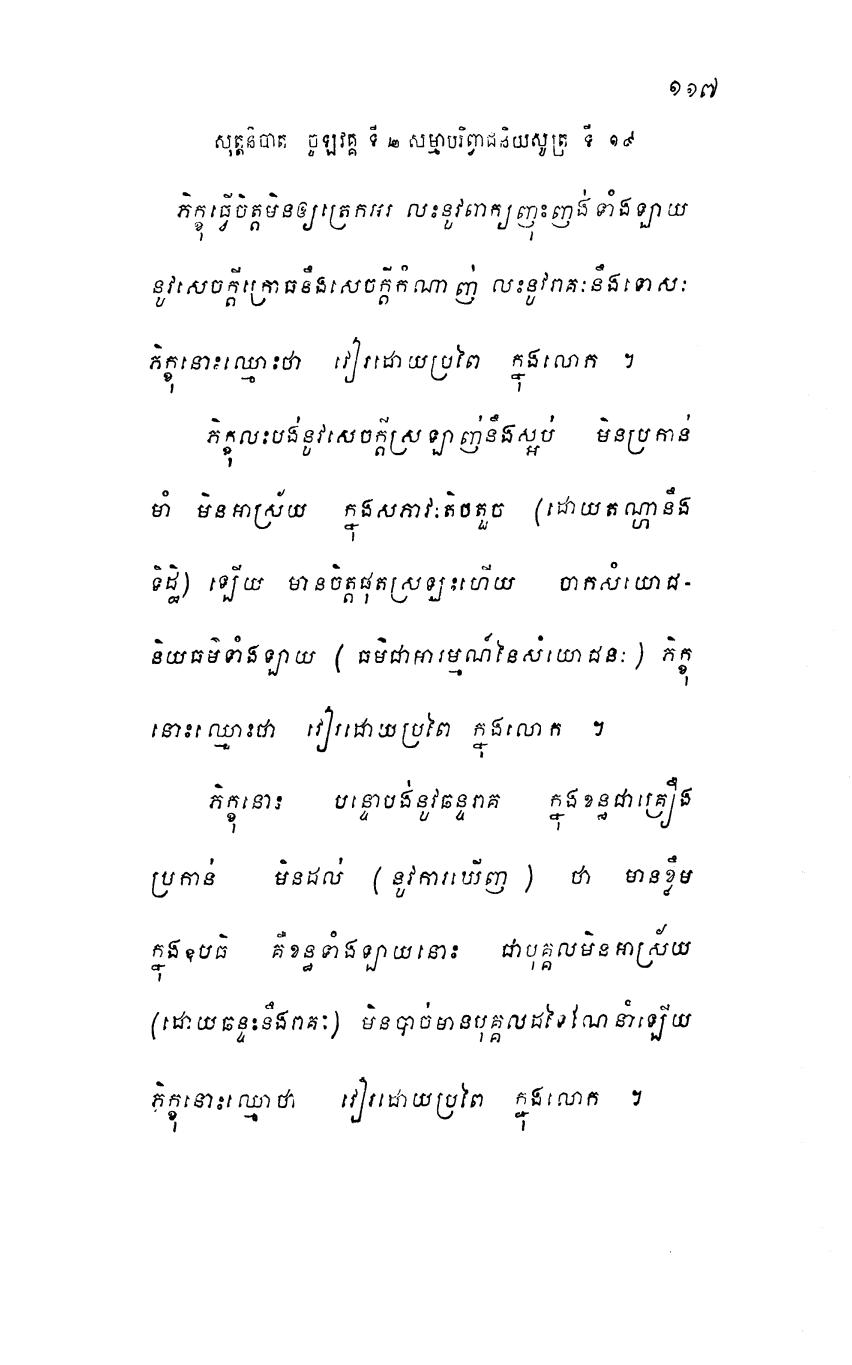 ១១៧
សុត្តនិបាត ចូឡវគ្គ ទី ២ សម្មាបរិព្វាជនិយសូត្រ ទី ១៩
ភិក្ខុធ្វើចិត្តមិនឲ្យត្រេកអរ លះនូវពាក្យញុះញង់ទាំងឡាយ
នូវសេចក្តីក្រោធនឹងសេចក្តីកំណាញ់ លះនូវរាគៈនឹងទោសៈ
ភិក្ខុនោះឈ្មោះថា វៀរដោយប្រពៃ ក្នុងលោក ។
ភិក្ខុលះបង់នូវសេចក្តីស្រឡាញ់នឹងស្អប់ មិនប្រកាន់
មាំ មិនអាស្រ័យ ក្នុងសភាវៈតិចតួច (ដោយតណ្ហានឹង
ទិដ្ឋិ) ឡើយ មានចិត្តផុតស្រឡះហើយ ចាកសំយោជ-
និយធម៌ទាំងឡាយ ( ធម៌ជាអារម្មណ៍នៃសំយោជនៈ ) ភិក្ខុ
នោះឈ្មោះថា វៀរដោយប្រពៃ ក្នុងលោក ។
ភិក្ខុនោះ បន្ទោបង់នូវឆន្ទរាគ ក្នុងខន្ធជាគ្រឿង
ប្រកាន់ មិនដល់ ( នូវការឃើញ ) ថា មានខ្លឹម
ក្នុងឧបធិ គឺខន្ធទាំងឡាយនោះ ជាបុគ្គលមិនអាស្រ័យ
(ដោយឆន្ទះនឹងរាគៈ) មិនបាច់មានបុគ្គលដទៃណែនាំឡើយ
ភិក្ខុនោះឈ្មោថា វៀរដោយប្រពៃ ក្នុងលោក ។